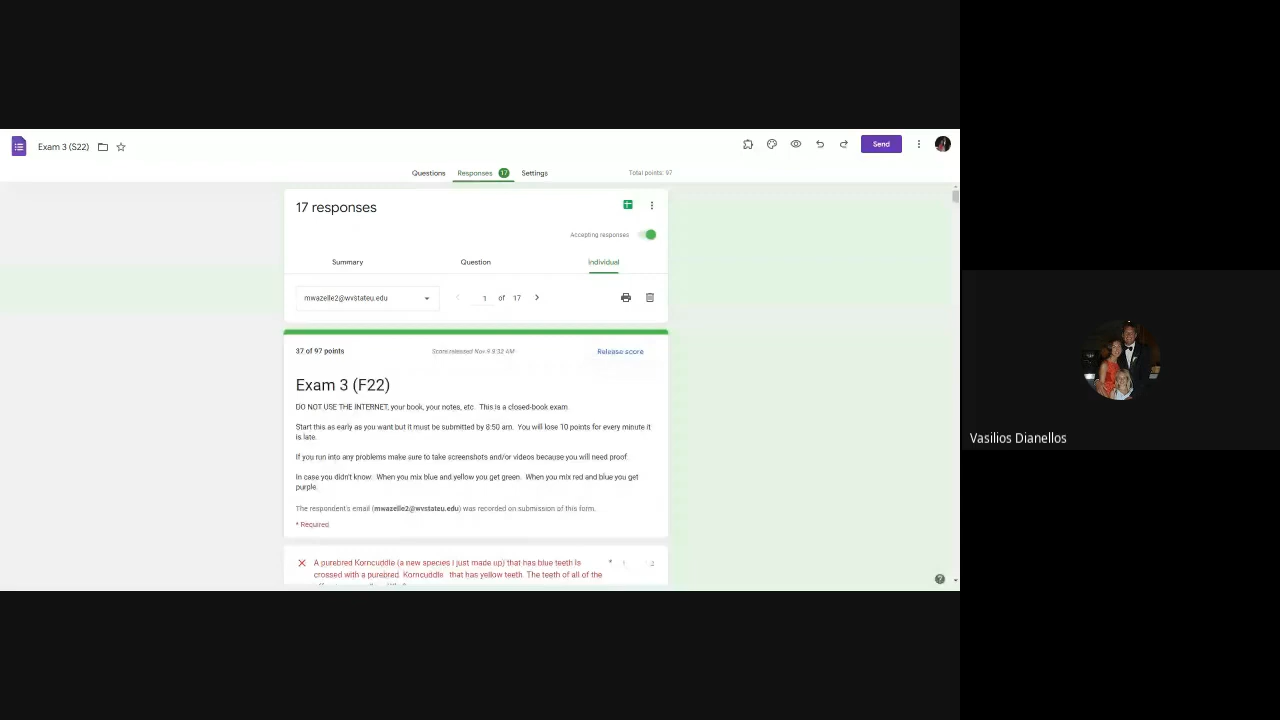 Exam 3 (S22)
Send
Questions Responses 17 Settings Total points: 97
17 responses
Accepting responses
Summary Question Individual
mwazelle2@wvstateu.edu 1 of 17
37 of 97 points Score released Nov 9 8:32 AM Release score
Exam 3 (F22)
DO NOT USE THE INTERNET, your book, your notes, etc. This is a closed-book exam
Start this as early as you want but it must be submitted by 8:50 am. You will lose 10 points for every minute it
is late.
If you run into any problems make sure to take screenshots and/or videos because you will need proof.
In case you didn't know: When you mix blue and yellow you get green. When you mix red and blue you get
purple.
The respondent's email (mwazelle2@wvstateu.edu) was recorded on submission of this form.
* Required
A purebred Korncuddle (a new species I just made up) that has blue teeth is *
crossed with a purebred Korncuddle that has yellow teeth. The teeth of all of the
Vasilios Dianellos